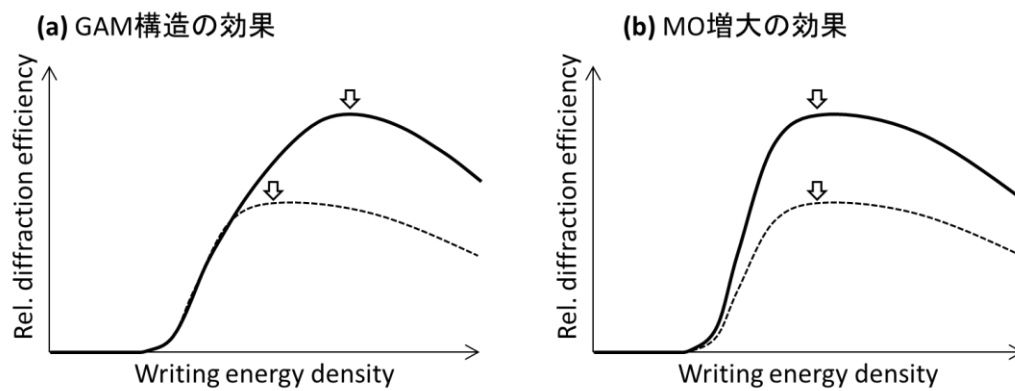 (a) GAM構造の効果
Rel. diffraction efficiency
Writing energy density
(b) MO増大の効果
Rel. diffraction efficiency
Writing energy density